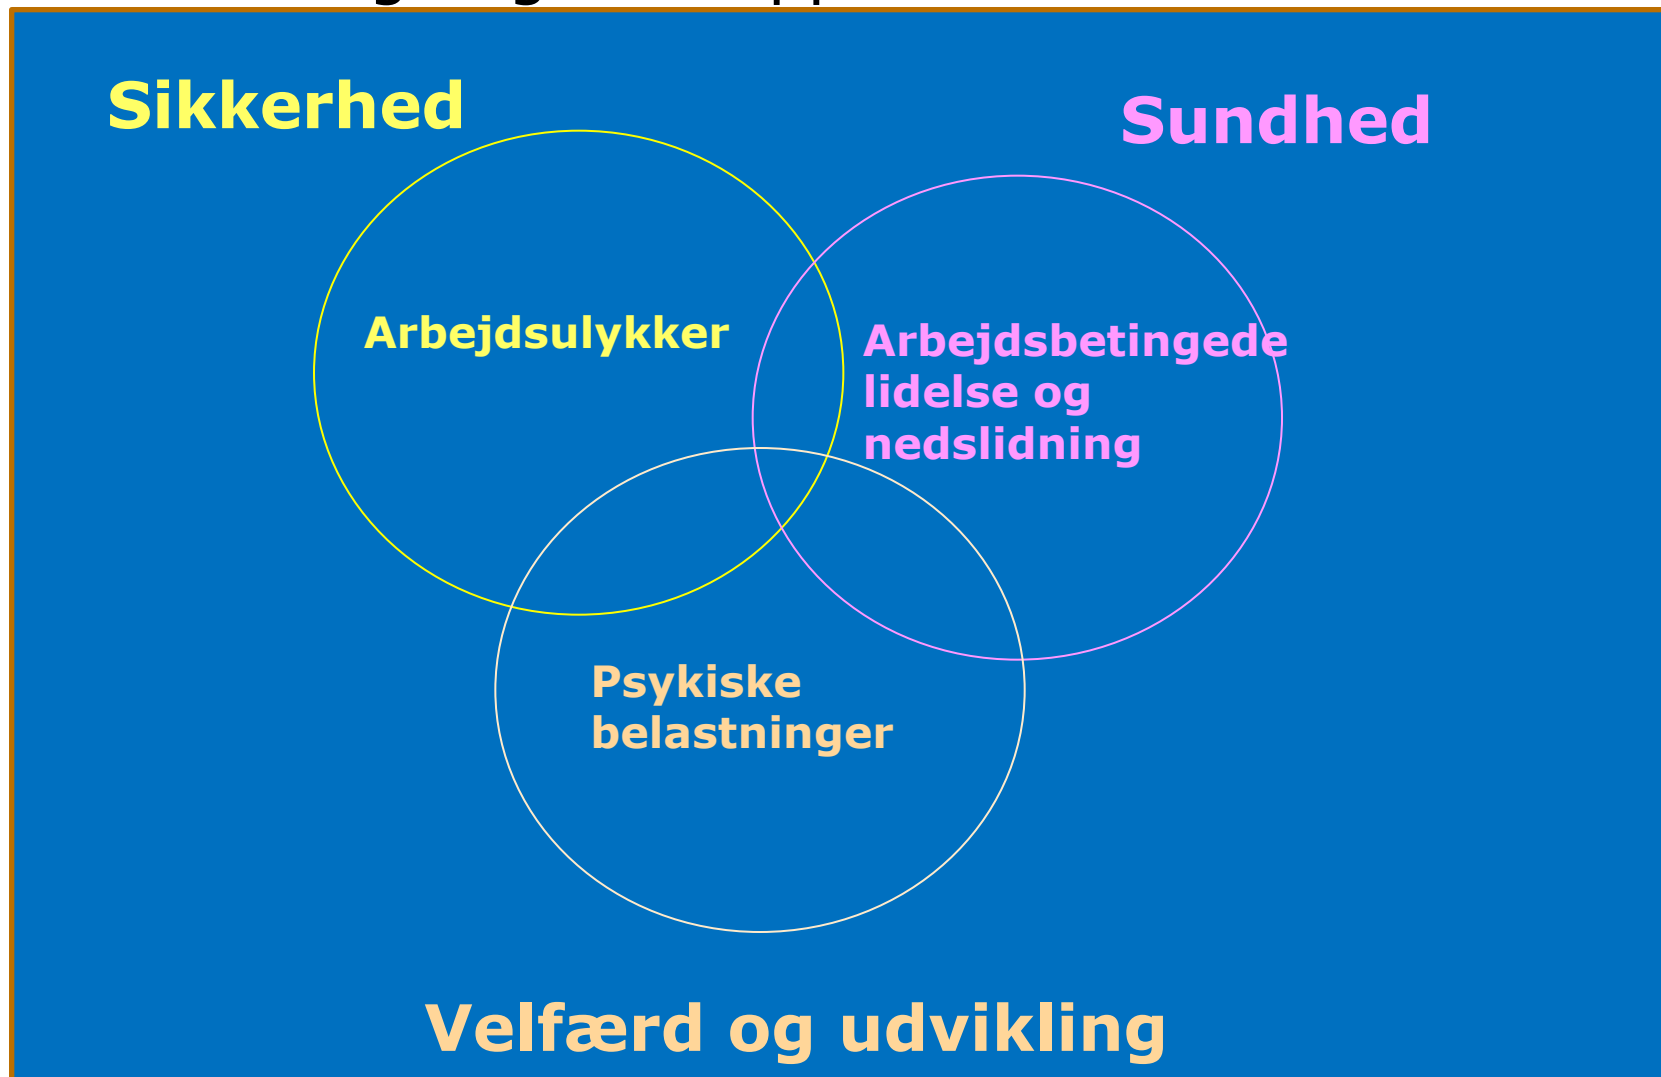 Sikkerhed
Sundhed
Arbejdsulykker
Arbejdsbetingede
lidelse og
nedslidning
Psykiske
belastninger
Velfærd og udvikling